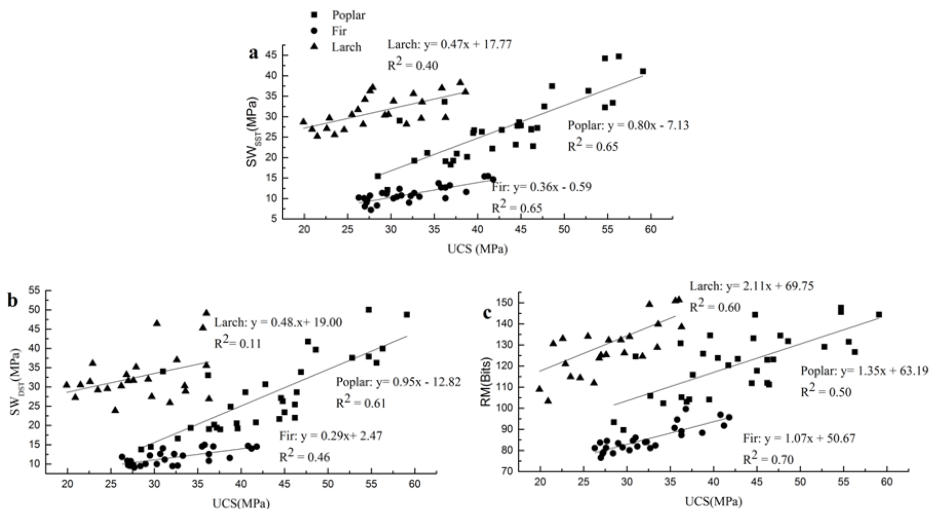 Poplar
Fir
Larch
a
Larch: y= 0.47x + 17.77
R² = 0.40
Poplar: y= 0.80x - 7.13
R² = 0.65
Fir: y= 0.36x - 0.59
R² = 0.65
SW_SST(MPa)
45
40
35
30
25
20
15
10
5
20 25 30 35 40 45 50 55 60
UCS (MPa)
b
Larch: y = 0.48.x+ 19.00
R²= 0.11
Poplar: y = 0.95x - 12.82
R² = 0.61
Fir: y = 0.29x+ 2.47
R² = 0.46
SW_DST(MPa)
55
50
45
40
35
30
25
20
15
10
20 25 30 35 40 45 50 55 60
UCS(MPa)
c
Larch: y = 2.11x + 69.75
R² = 0.60
Poplar: y = 1.35x + 63.19
R² = 0.50
Fir: y = 1.07x + 50.67
R² = 0.70
RM(Bits)
150
140
130
120
110
100
90
80
70
20 25 30 35 40 45 50 55 60
UCS(MPa)